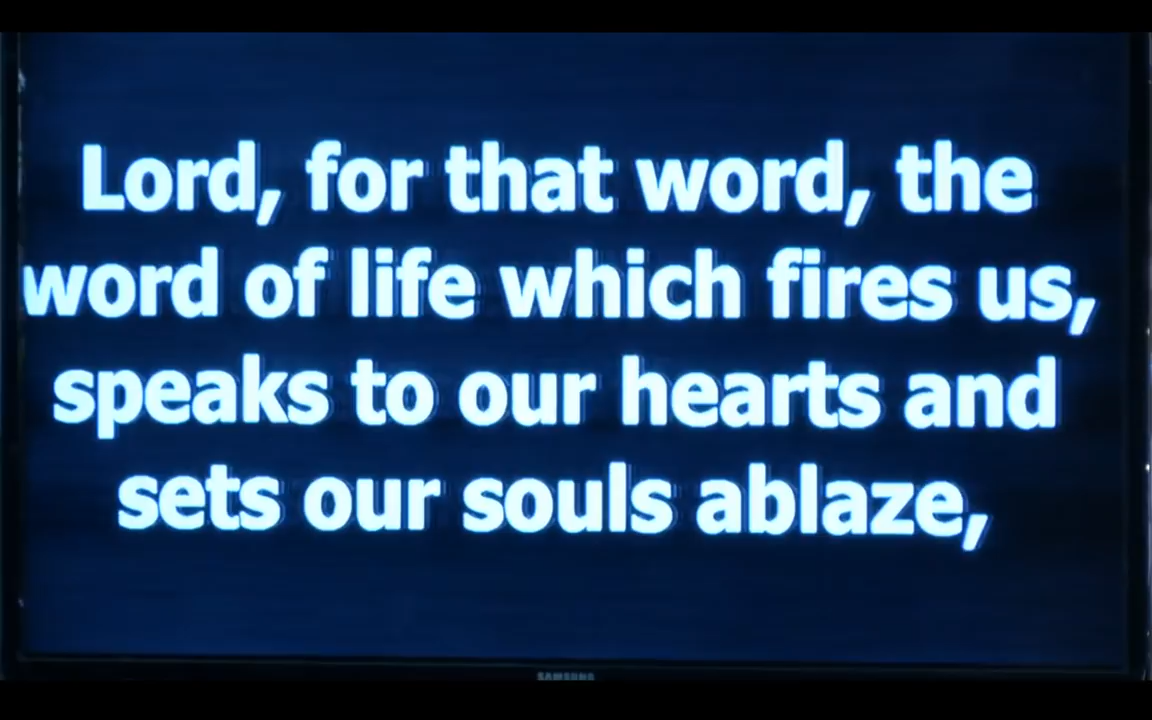 Lord, for that word, the
word of life which fires us,
speaks to our hearts and
sets our souls ablaze,
SAMSUNG